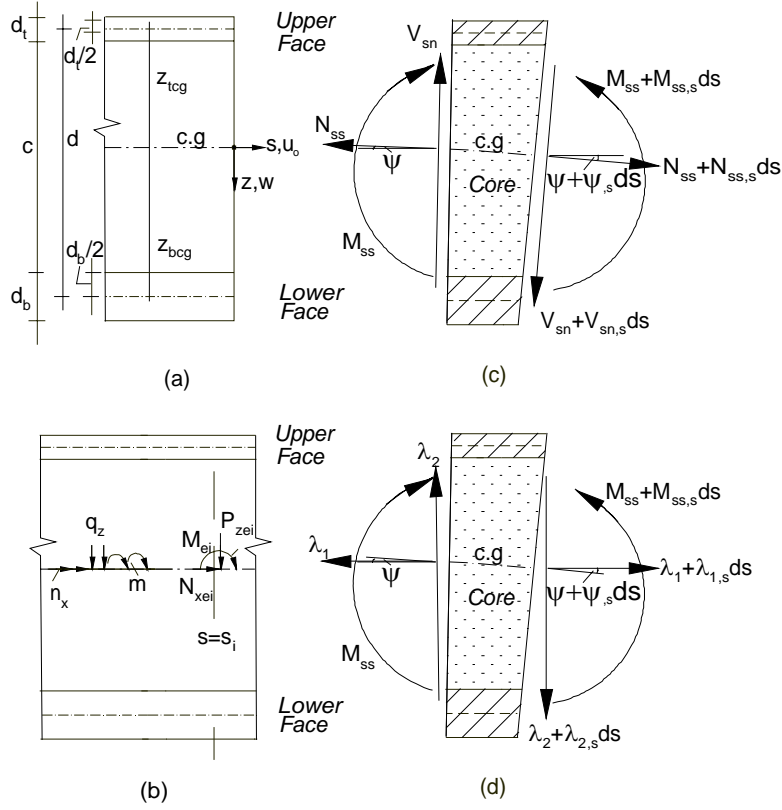 d_t
d_t/2
z_tcg
c
d
c.g
s,u_o
z,w
d_b/2
z_bcg
d_b
(a)
Upper
Face
V_sn
M_ss+M_ss,s ds
N_ss
c.g
ψ
Core
ψ+ψ,s ds
N_ss+N_ss,s ds
M_ss
Lower
Face
V_sn+V_sn,s ds
(c)
q_z
P_zei
M_ei
n_x
m
N_xei
s=s_i
(b)
Upper
Face
λ_2
M_ss+M_ss,s ds
λ_1
c.g
ψ
Core
ψ+ψ,s ds
λ_1+λ_1,s ds
M_ss
Lower
Face
λ_2+λ_2,s ds
(d)